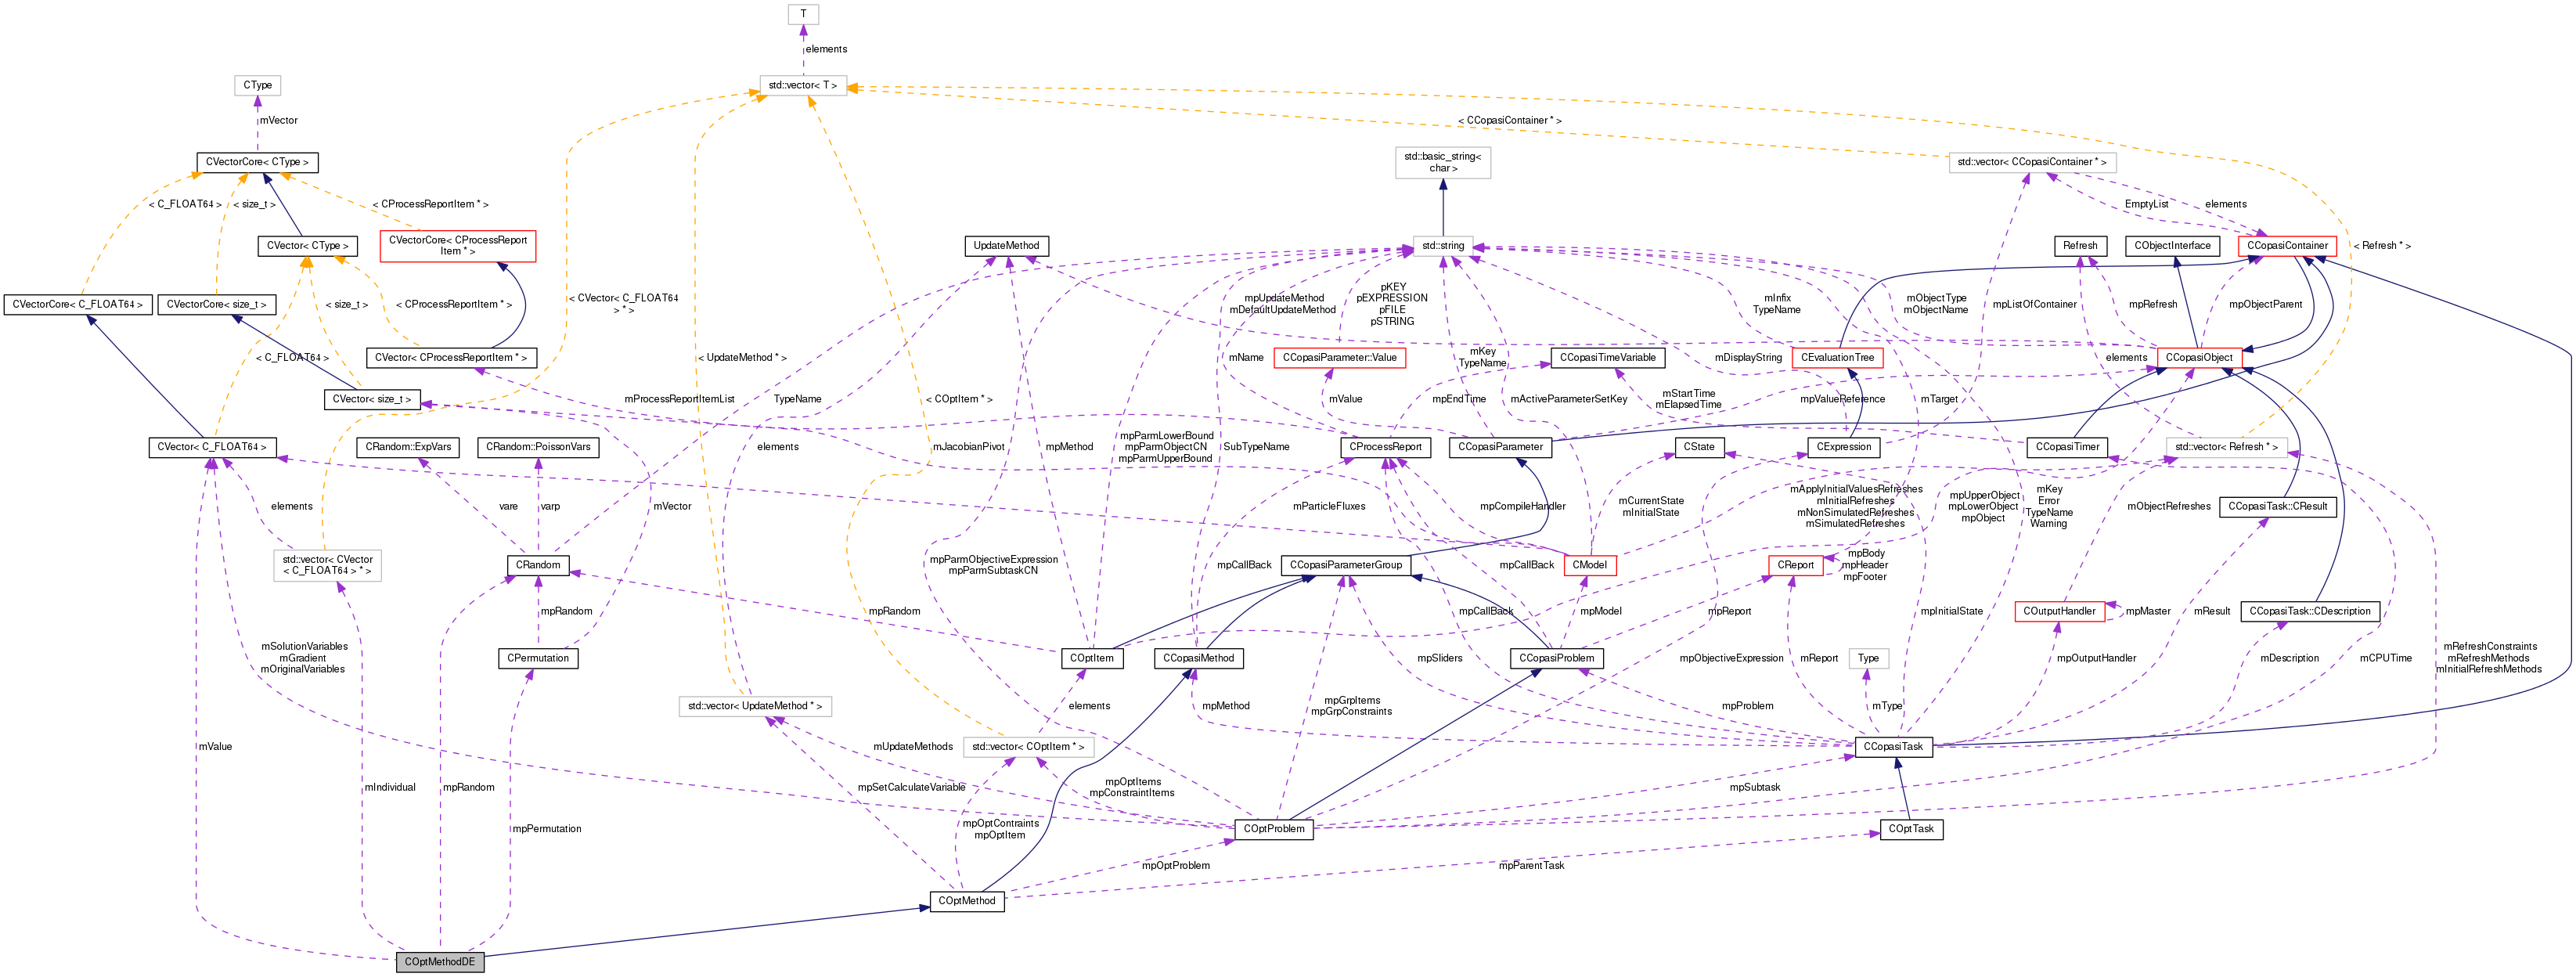 T
elements
CType
std::vector< T >
mVector
< CCopasiContainer * >
CVectorCore< CType >
std::basic_string<
char >
std::vector< CCopasiContainer * >
< C_FLOAT64 >
< size_t >
< CProcessReportItem * >
EmptyList
elements
CVector< CType >
CVectorCore< CProcessReport
Item * >
UpdateMethod
std::string
Refresh
CObjectInterface
CCopasiContainer
< Refresh * >
CVectorCore< C_FLOAT64 >
CVectorCore< size_t >
< size_t >
< CProcessReportItem * >
< CVector< C_FLOAT64
> * >
mpUpdateMethod
mDefaultUpdateMethod
pKEY
pEXPRESSION
pFILE
pSTRING
mInfix
TypeName
mpListOfContainer
mObjectType
mObjectName
mpRefresh
mpObjectParent
< C_FLOAT64 >
CVector< CProcessReportItem * >
< UpdateMethod * >
mName
CCopasiParameter::Value
mKey
TypeName
CCopasiTimeVariable
mDisplayString
CEvaluationTree
elements
CCopasiObject
CVector< size_t >
mProcessReportItemList
TypeName
< COptItem * >
mValue
mpEndTime
mActiveParameterSetKey
mStartTime
mElapsedTime
mpValueReference
mTarget
CVector< C_FLOAT64 >
CRandom::ExpVars
CRandom::PoissonVars
elements
mJacobianPivot
mpMethod
mpParmLowerBound
mpParmObjectCN
mpParmUpperBound
SubTypeName
CProcessReport
CCopasiParameter
CState
CExpression
CCopasiTimer
std::vector< Refresh * >
elements
vare
varp
mVector
mParticleFluxes
mpCompileHandler
mCurrentState
mInitialState
mApplyInitialValuesRefreshes
mInitialRefreshes
mNonSimulatedRefreshes
mSimulatedRefreshes
mpUpperObject
mpLowerObject
mpObject
mKey
Error
TypeName
Warning
mObjectRefreshes
CCopasiTask::CResult
std::vector< CVector
< C_FLOAT64 > * >
CRandom
mpParmObjectiveExpression
mpParmSubtaskCN
mpCallBack
CCopasiParameterGroup
mpCallBack
CModel
CReport
mpBody
mpHeader
mpFooter
mpRandom
mpRandom
mpCallBack
mpModel
mpReport
mpInitialState
COutputHandler
mpMaster
mResult
CCopasiTask::CDescription
mSolutionVariables
mGradient
mOriginalVariables
CPermutation
COptItem
CCopasiMethod
mpSliders
CCopasiProblem
mpObjectiveExpression
mReport
Type
mpOutputHandler
mDescription
mCPUTime
mRefreshConstraints
mRefreshMethods
mInitialRefreshMethods
std::vector< UpdateMethod * >
elements
mpMethod
mpGrpItems
mpGrpConstraints
mpProblem
mType
mValue
mUpdateMethods
std::vector< COptItem * >
CCopasiTask
mIndividual
mpRandom
mpSetCalculateVariable
mpOptItems
mpConstraintItems
mpSubtask
mpPermutation
mpOptContraints
mpOptItem
COptProblem
COptTask
mpOptProblem
mpParentTask
COptMethod
COptMethodDE